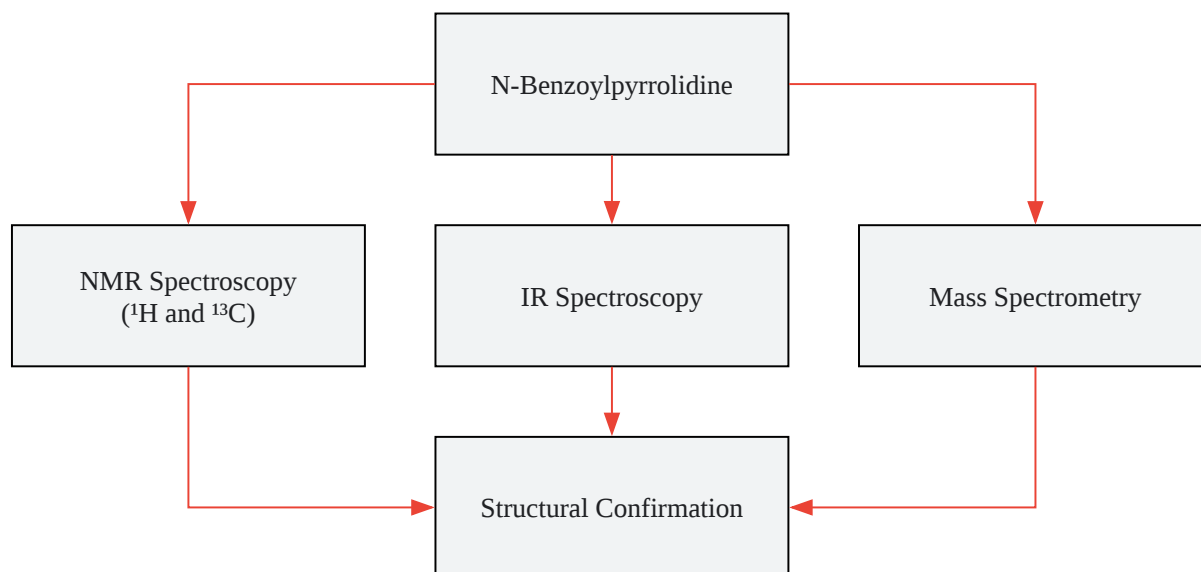 N-Benzoylpyrrolidine
NMR Spectroscopy
(¹H and ¹³C)
IR Spectroscopy
Mass Spectrometry
Structural Confirmation